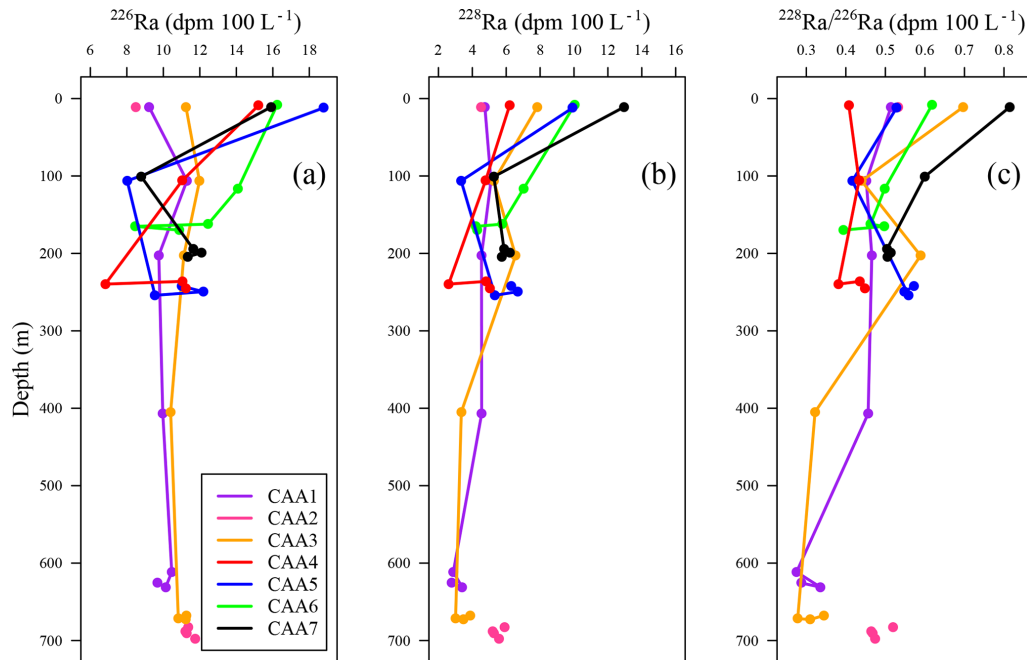 ²²⁶Ra (dpm 100 L⁻¹)
6 8 10 12 14 16 18
²²⁸Ra (dpm 100 L⁻¹)
2 4 6 8 10 12 14 16
²²⁸Ra/²²⁶Ra (dpm 100 L⁻¹)
0.3 0.4 0.5 0.6 0.7 0.8
Depth (m)
0
100
200
300
400
500
600
700
(a)
(b)
(c)
CAA1
CAA2
CAA3
CAA4
CAA5
CAA6
CAA7